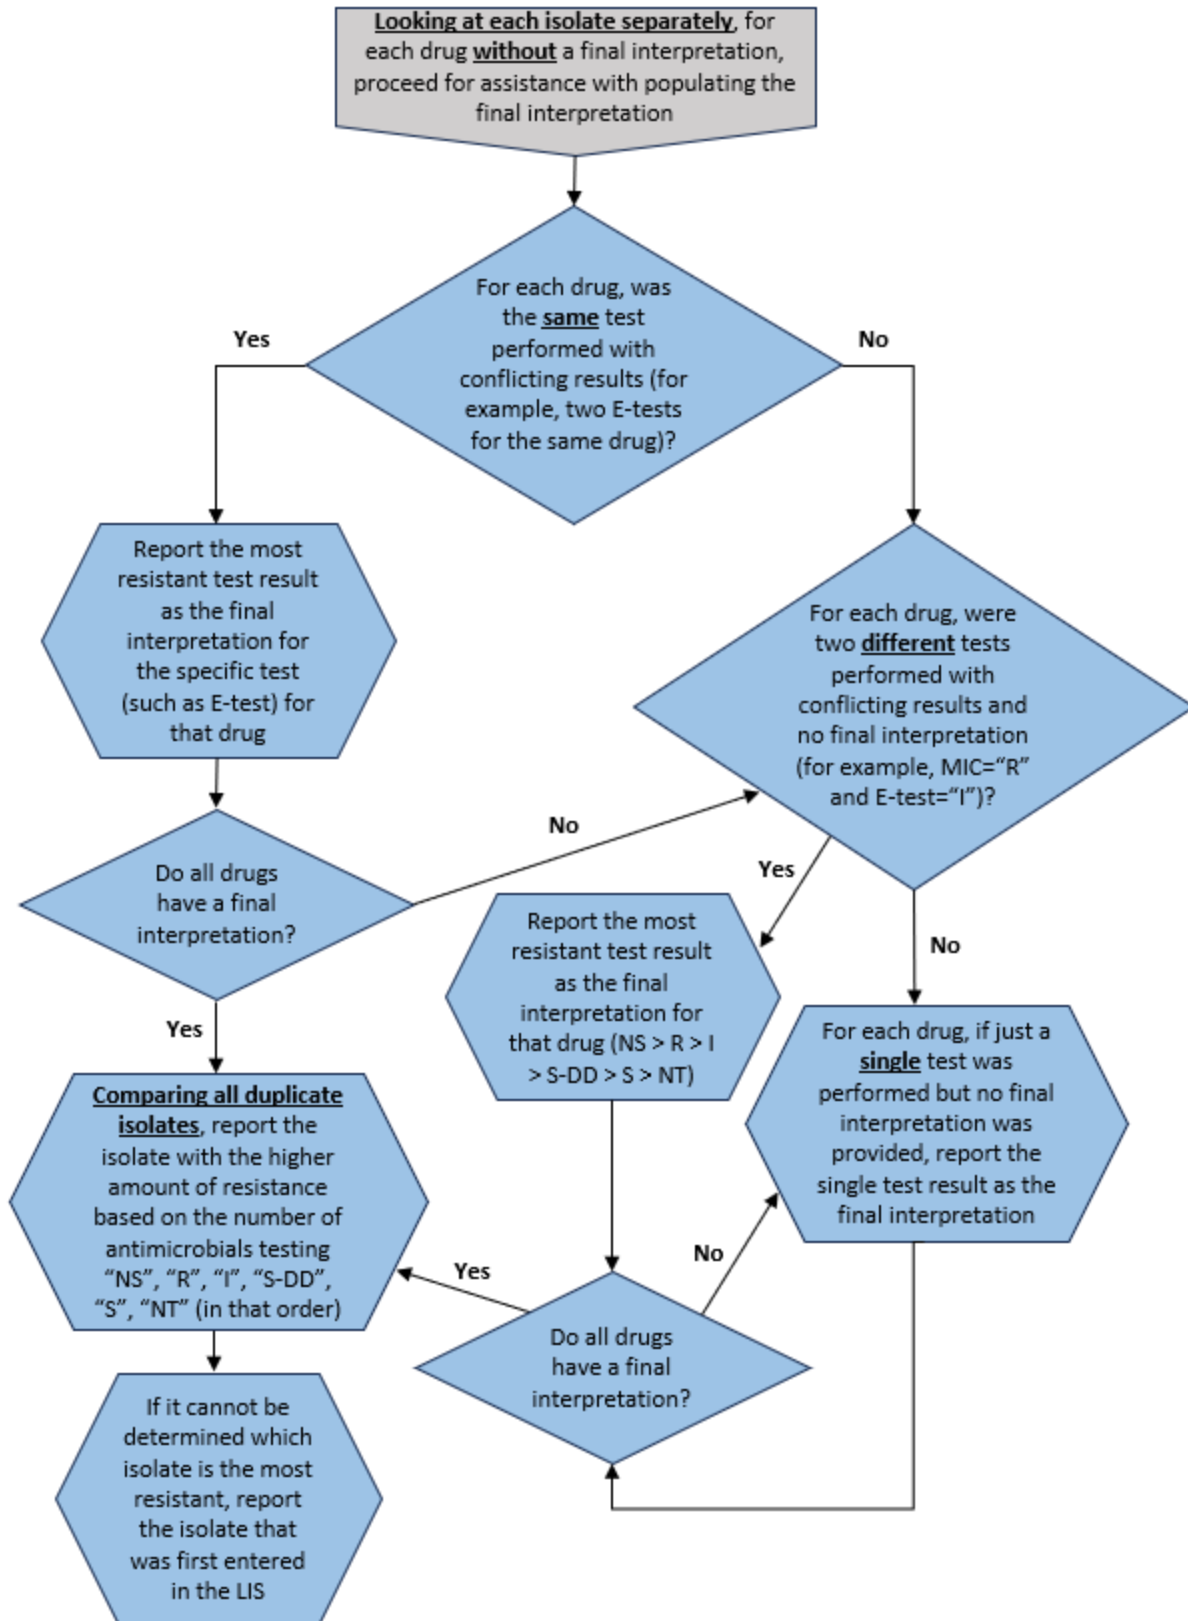 Looking at each isolate separately, for
each drug without a final interpretation,
proceed for assistance with populating the
final interpretation
For each drug, was
the same test
performed with
conflicting results (for
example, two E-tests
for the same drug)?
Yes
No
Report the most
resistant test result
as the final
interpretation for
the specific test
(such as E-test) for
that drug
For each drug, were
two different tests
performed with
conflicting results and
no final interpretation
(for example, MIC=“R”
and E-test=“I”)?
Do all drugs
have a final
interpretation?
No
Yes
Yes
No
Report the most
resistant test result
as the final
interpretation for
that drug (NS > R > I
> S-DD > S > NT)
For each drug, if just a
single test was
performed but no final
interpretation was
provided, report the
single test result as the
final interpretation
Comparing all duplicate
isolates, report the
isolate with the higher
amount of resistance
based on the number of
antimicrobials testing
“NS”, “R”, “I”, “S-DD”,
“S”, “NT” (in that order)
Yes
No
Do all drugs
have a final
interpretation?
If it cannot be
determined which
isolate is the most
resistant, report
the isolate that
was first entered
in the LIS